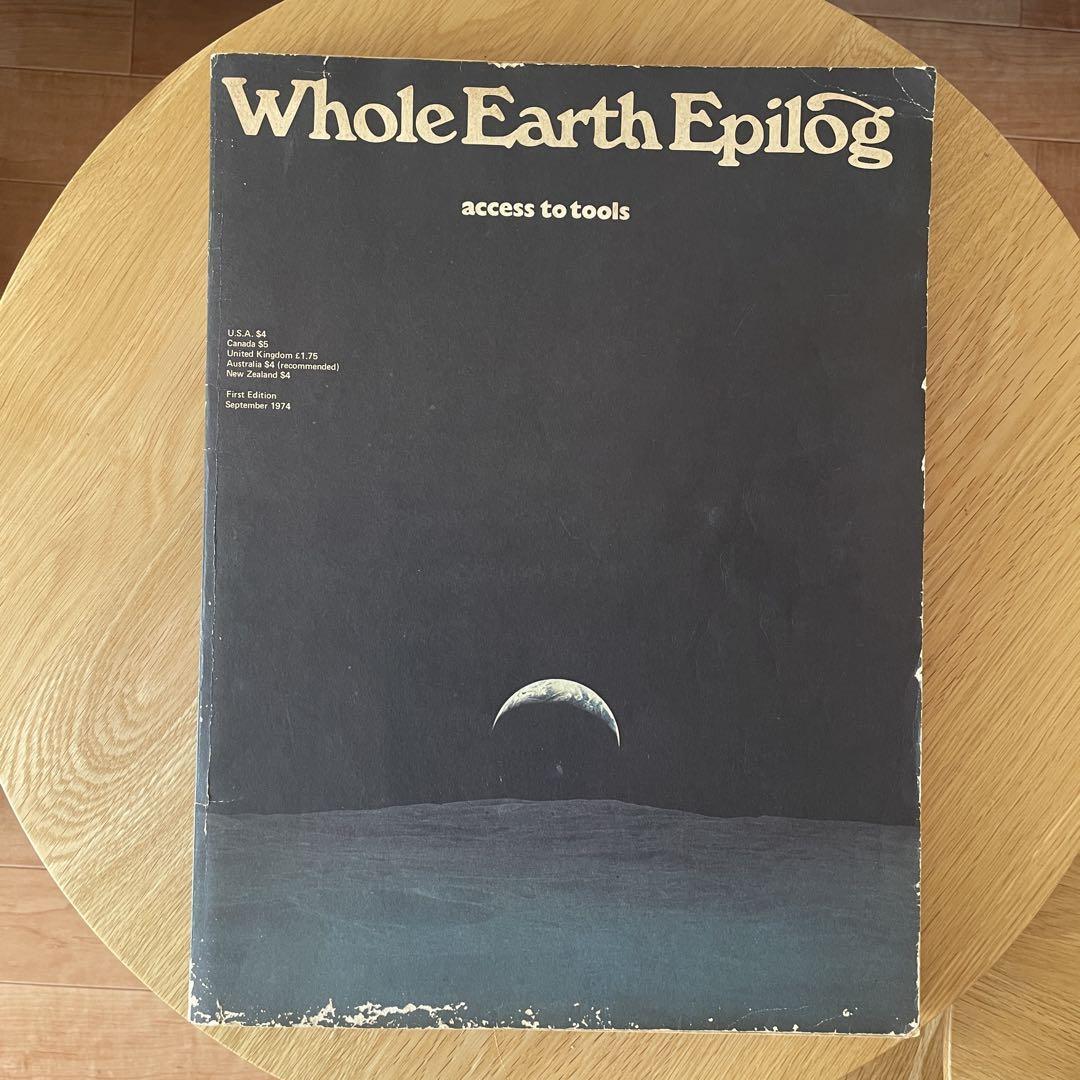 Whole Earth Epilog
access to tools
U.S.A. $4
Canada $5
United Kingdom £1.75
Australia $4 (recommended)
New Zealand $4
First Edition
September 1974